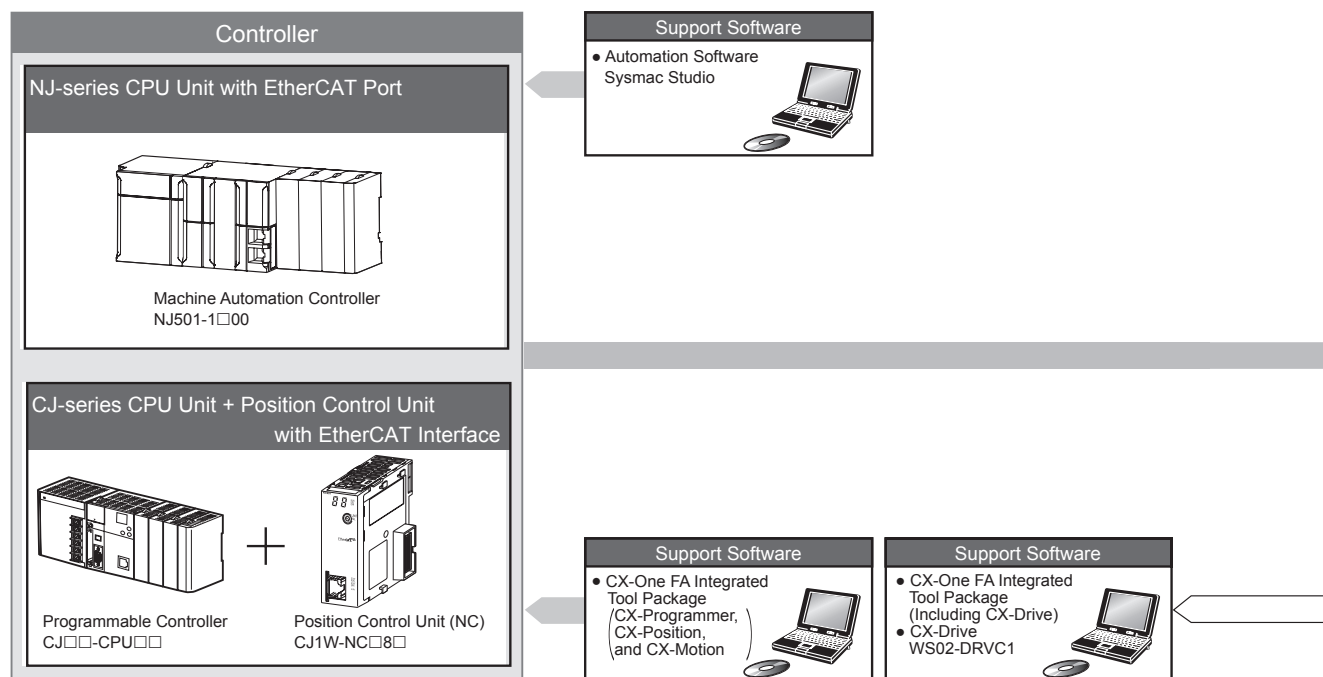 Controller
NJ-series CPU Unit with EtherCAT Port
Machine Automation Controller
NJ501-1□00
Support Software
● Automation Software
Sysmac Studio
CJ-series CPU Unit + Position Control Unit
with EtherCAT Interface
Programmable Controller
CJ□□-CPU□□
+
Position Control Unit (NC)
CJ1W-NC□8□
Support Software
● CX-One FA Integrated
Tool Package
(CX-Programmer,
CX-Position,
and CX-Motion)
Support Software
● CX-One FA Integrated
Tool Package
(Including CX-Drive)
● CX-Drive
WS02-DRVC1